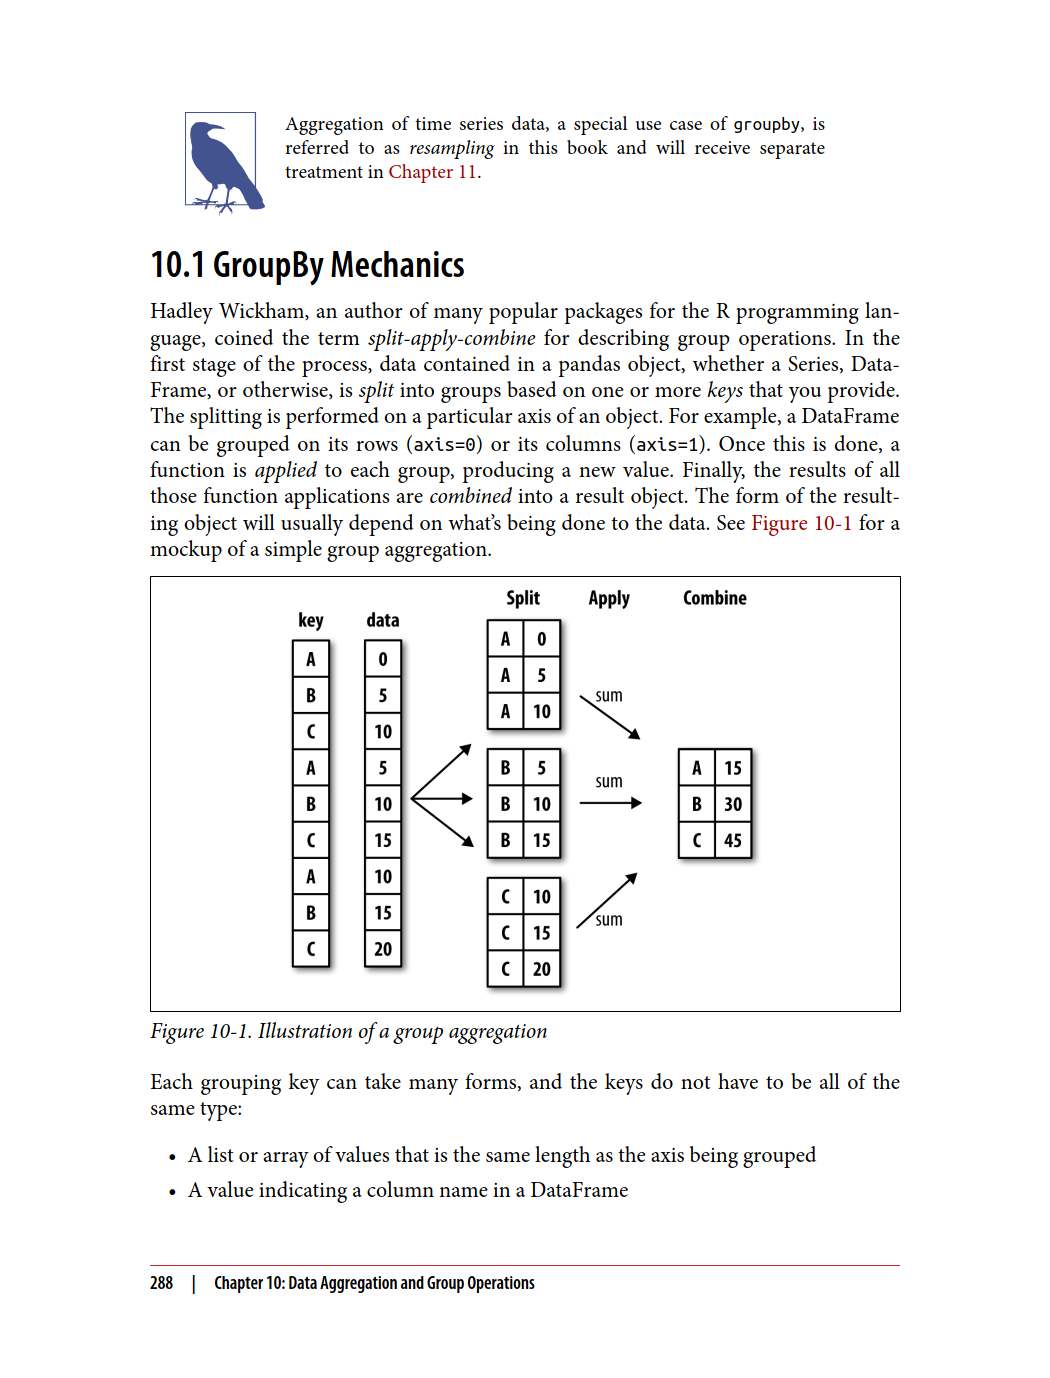 Aggregation of time series data, a special use case of groupby, is
referred to as resampling in this book and will receive separate
treatment in Chapter 11.
10.1 GroupBy Mechanics
Hadley Wickham, an author of many popular packages for the R programming lan-
guage, coined the term split-apply-combine for describing group operations. In the
first stage of the process, data contained in a pandas object, whether a Series, Data-
Frame, or otherwise, is split into groups based on one or more keys that you provide.
The splitting is performed on a particular axis of an object. For example, a DataFrame
can be grouped on its rows (axis=0) or its columns (axis=1). Once this is done, a
function is applied to each group, producing a new value. Finally, the results of all
those function applications are combined into a result object. The form of the result-
ing object will usually depend on what's being done to the data. See Figure 10-1 for a
mockup of a simple group aggregation.
Split Apply Combine
key data
A 0
B 5
C 10
A 5
B 10
C 15
A 10
B 15
C 20
A 0
A 5
A 10
B 5
B 10
B 15
C 10
C 15
C 20
sum
sum
sum
A 15
B 30
C 45
Figure 10-1. Illustration of a group aggregation
Each grouping key can take many forms, and the keys do not have to be all of the
same type:
• A list or array of values that is the same length as the axis being grouped
• A value indicating a column name in a DataFrame
288 | Chapter 10: Data Aggregation and Group Operations